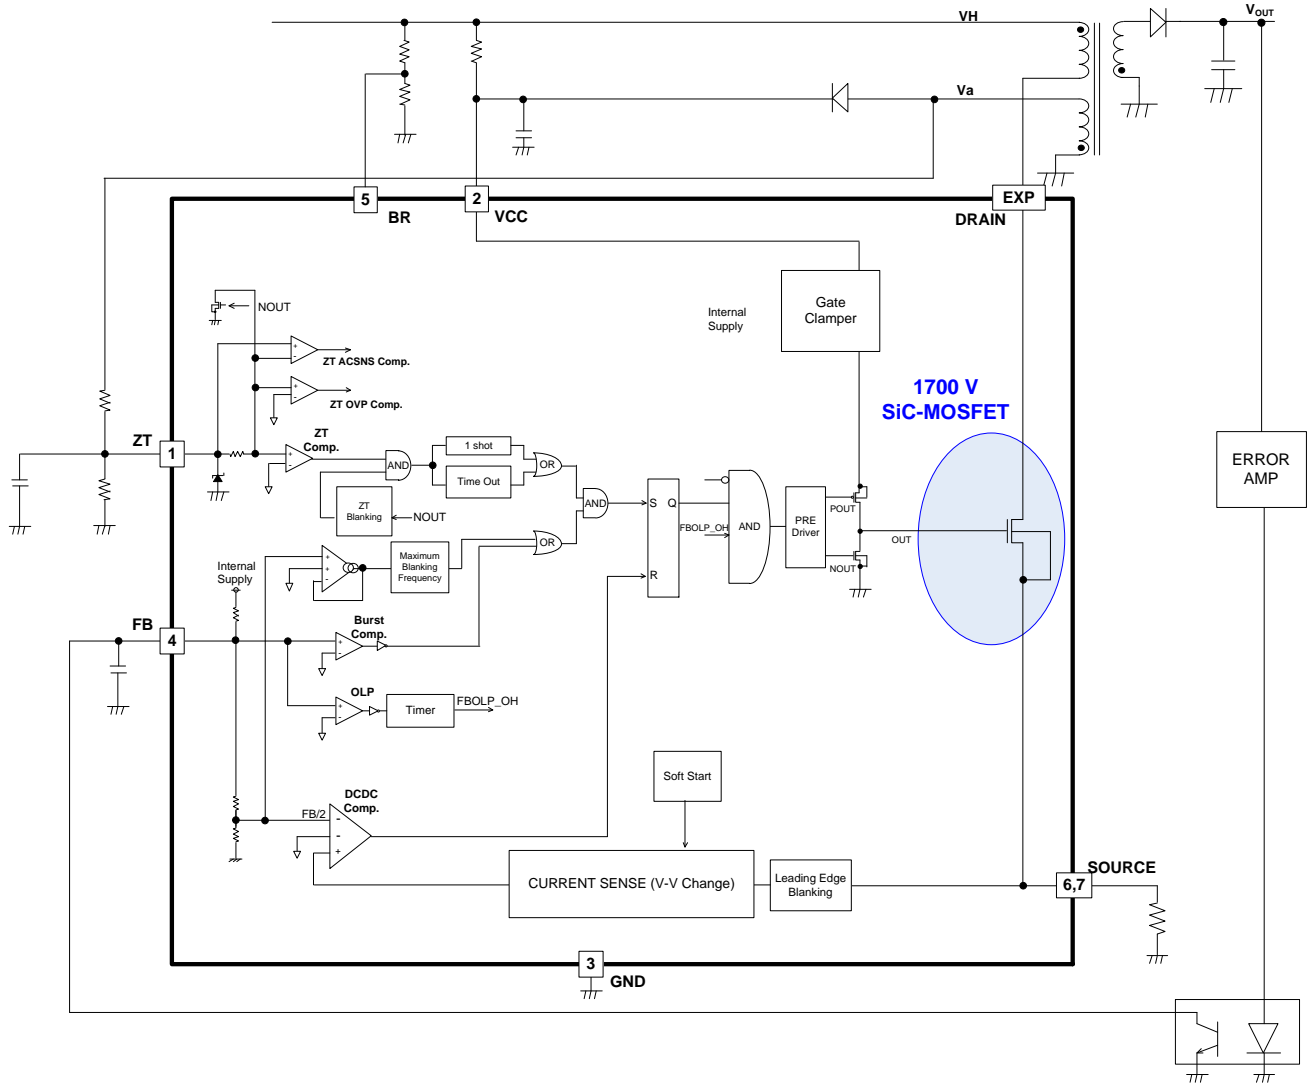 VH
VOUT
Va
5
BR
2
VCC
EXP
DRAIN
NOUT
Internal
Supply
Gate
Clamper
+
-
ZT ACSNS Comp.
+
-
ZT OVP Comp.
1700 V
SiC-MOSFET
ZT
1
ZT
Comp.
+
-
AND
1 shot
Time Out
OR
ZT
Blanking
NOUT
AND
S
Q
R
FBOLP_OH
AND
PRE
Driver
POUT
NOUT
OUT
ERROR
AMP
OR
Internal
Supply
+
+
-
Maximum
Blanking
Frequency
FB
4
Burst
Comp.
+
-
OLP
+
-
Timer
FBOLP_OH
Soft Start
DCDC
Comp.
FB/2
-
-
+
CURRENT SENSE (V-V Change)
Leading Edge
Blanking
SOURCE
6,7
3
GND